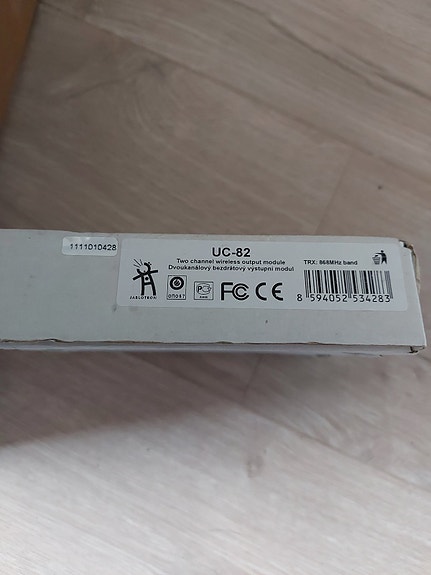 1111010428
UC-82
Two channel wireless output module
Dvoukanálový bezdrátový výstupní modul
TRX: 868MHz band
JABLOTRON
FC CE
8 594052 534283